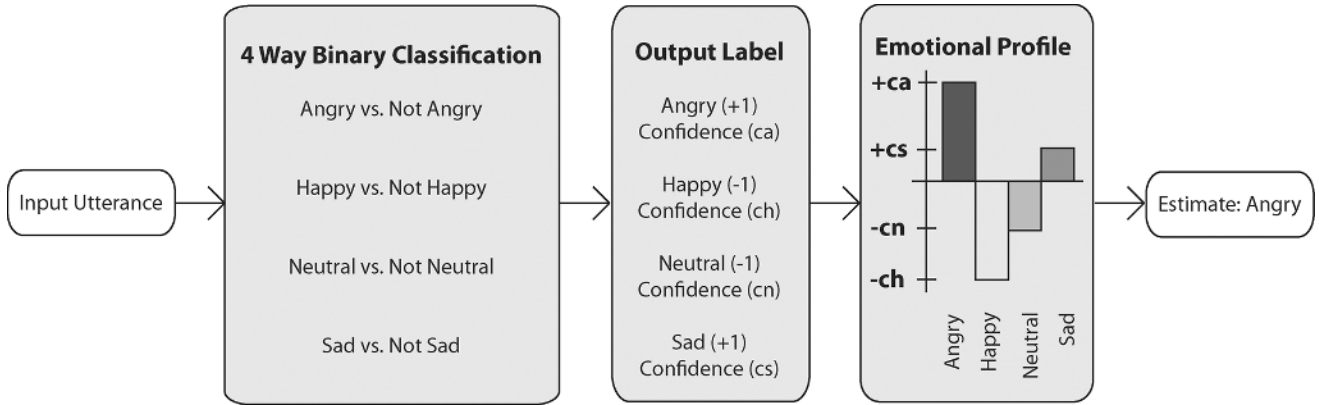 Input Utterance
4 Way Binary Classification
Angry vs. Not Angry
Happy vs. Not Happy
Neutral vs. Not Neutral
Sad vs. Not Sad
Output Label
Angry (+1)
Confidence (ca)
Happy (-1)
Confidence (ch)
Neutral (-1)
Confidence (cn)
Sad (+1)
Confidence (cs)
Emotional Profile
+ca
+cs
-cn
-ch
Angry
Happy
Neutral
Sad
Estimate: Angry